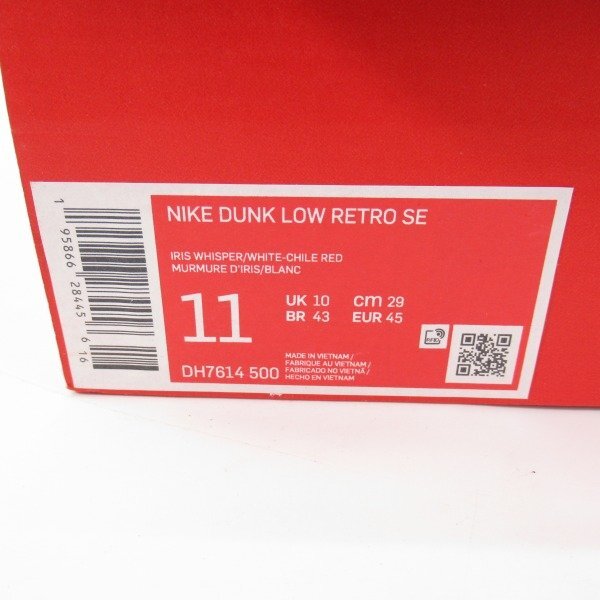 NIKE DUNK LOW RETRO SE
IRIS WHISPER/WHITE-CHILE RED
MURMURE D'IRIS/BLANC
11
UK 10 cm 29
BR 43 EUR 45
DH7614 500
MADE IN VIETNAM /
FABRIQUÉ AU VIETNAM /
FABRICADO NO VIETNÃ /
HECHO EN VIETNAM
1 95866 28445 616